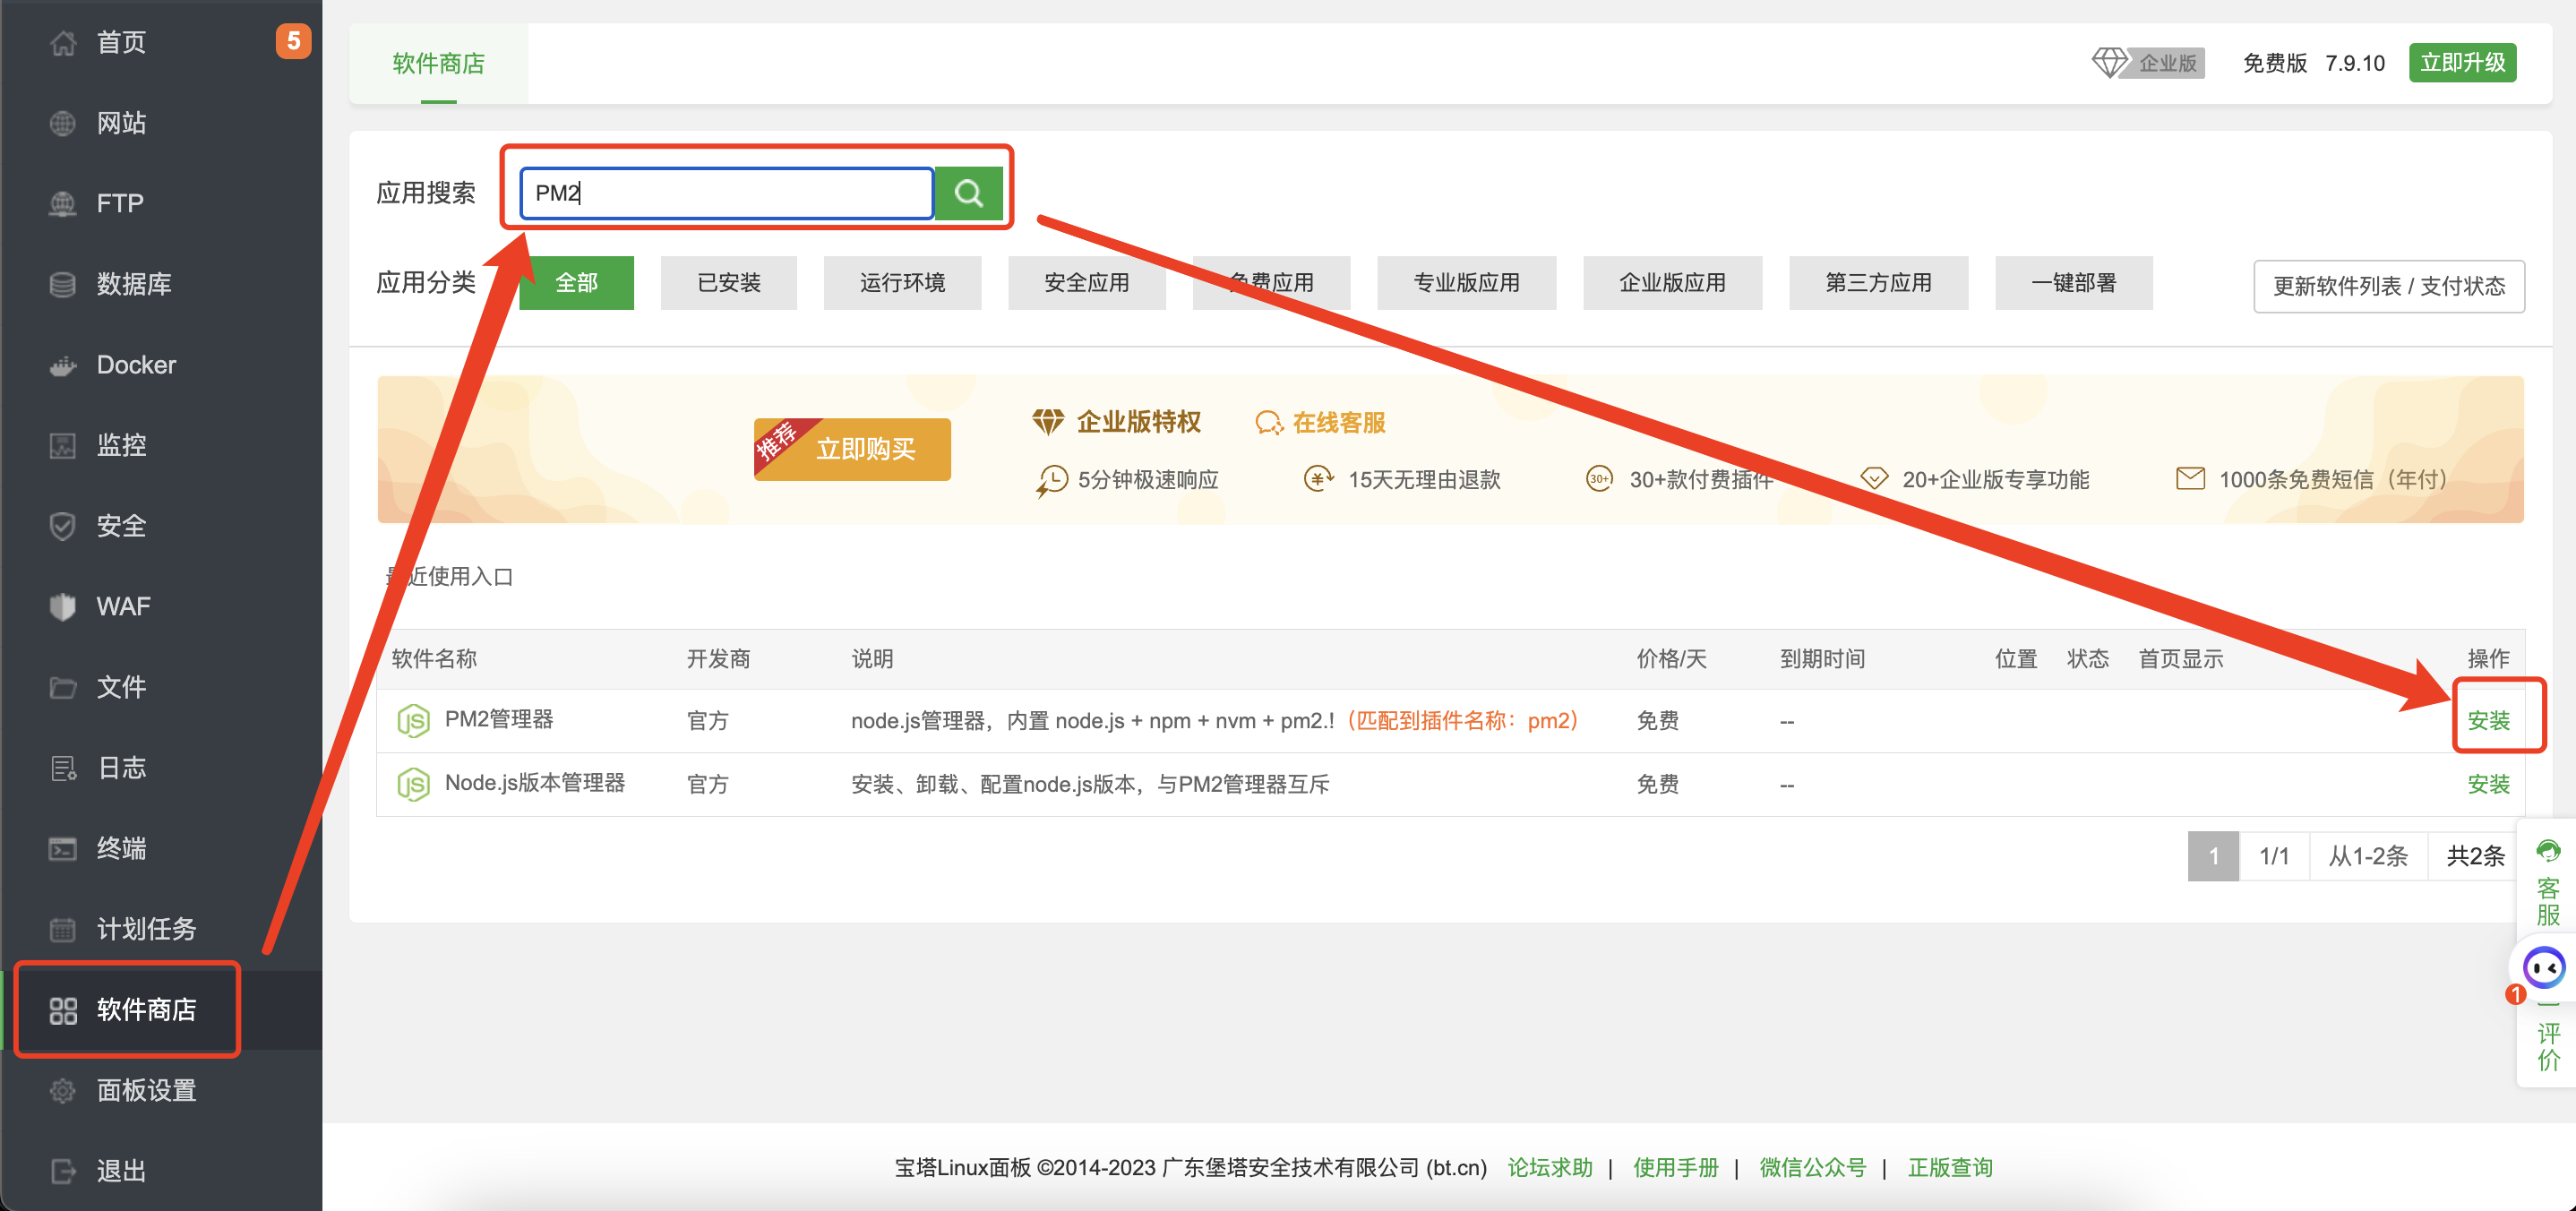 首页 5
网站
FTP
数据库
Docker
监控
安全
WAF
文件
日志
终端
计划任务
软件商店
面板设置
退出
软件商店
企业版 免费版 7.9.10 立即升级
应用搜索 PM2
应用分类 全部 已安装 运行环境 安全应用 免费应用 专业版应用 企业版应用 第三方应用 一键部署 更新软件列表 / 支付状态
推荐 立即购买
企业版特权 在线客服
5分钟极速响应 15天无理由退款 30+ 30+款付费插件 20+企业版专享功能 1000条免费短信（年付）
最近使用入口
软件名称 开发商 说明 价格/天 到期时间 位置 状态 首页显示 操作
JS PM2管理器 官方 node.js管理器，内置 node.js + npm + nvm + pm2.!（匹配到插件名称：pm2） 免费 -- 安装
JS Node.js版本管理器 官方 安装、卸载、配置node.js版本，与PM2管理器互斥 免费 -- 安装
1 1/1 从1-2条 共2条
客服
1
评价
宝塔Linux面板 ©2014-2023 广东堡塔安全技术有限公司 (bt.cn) 论坛求助 | 使用手册 | 微信公众号 | 正版查询